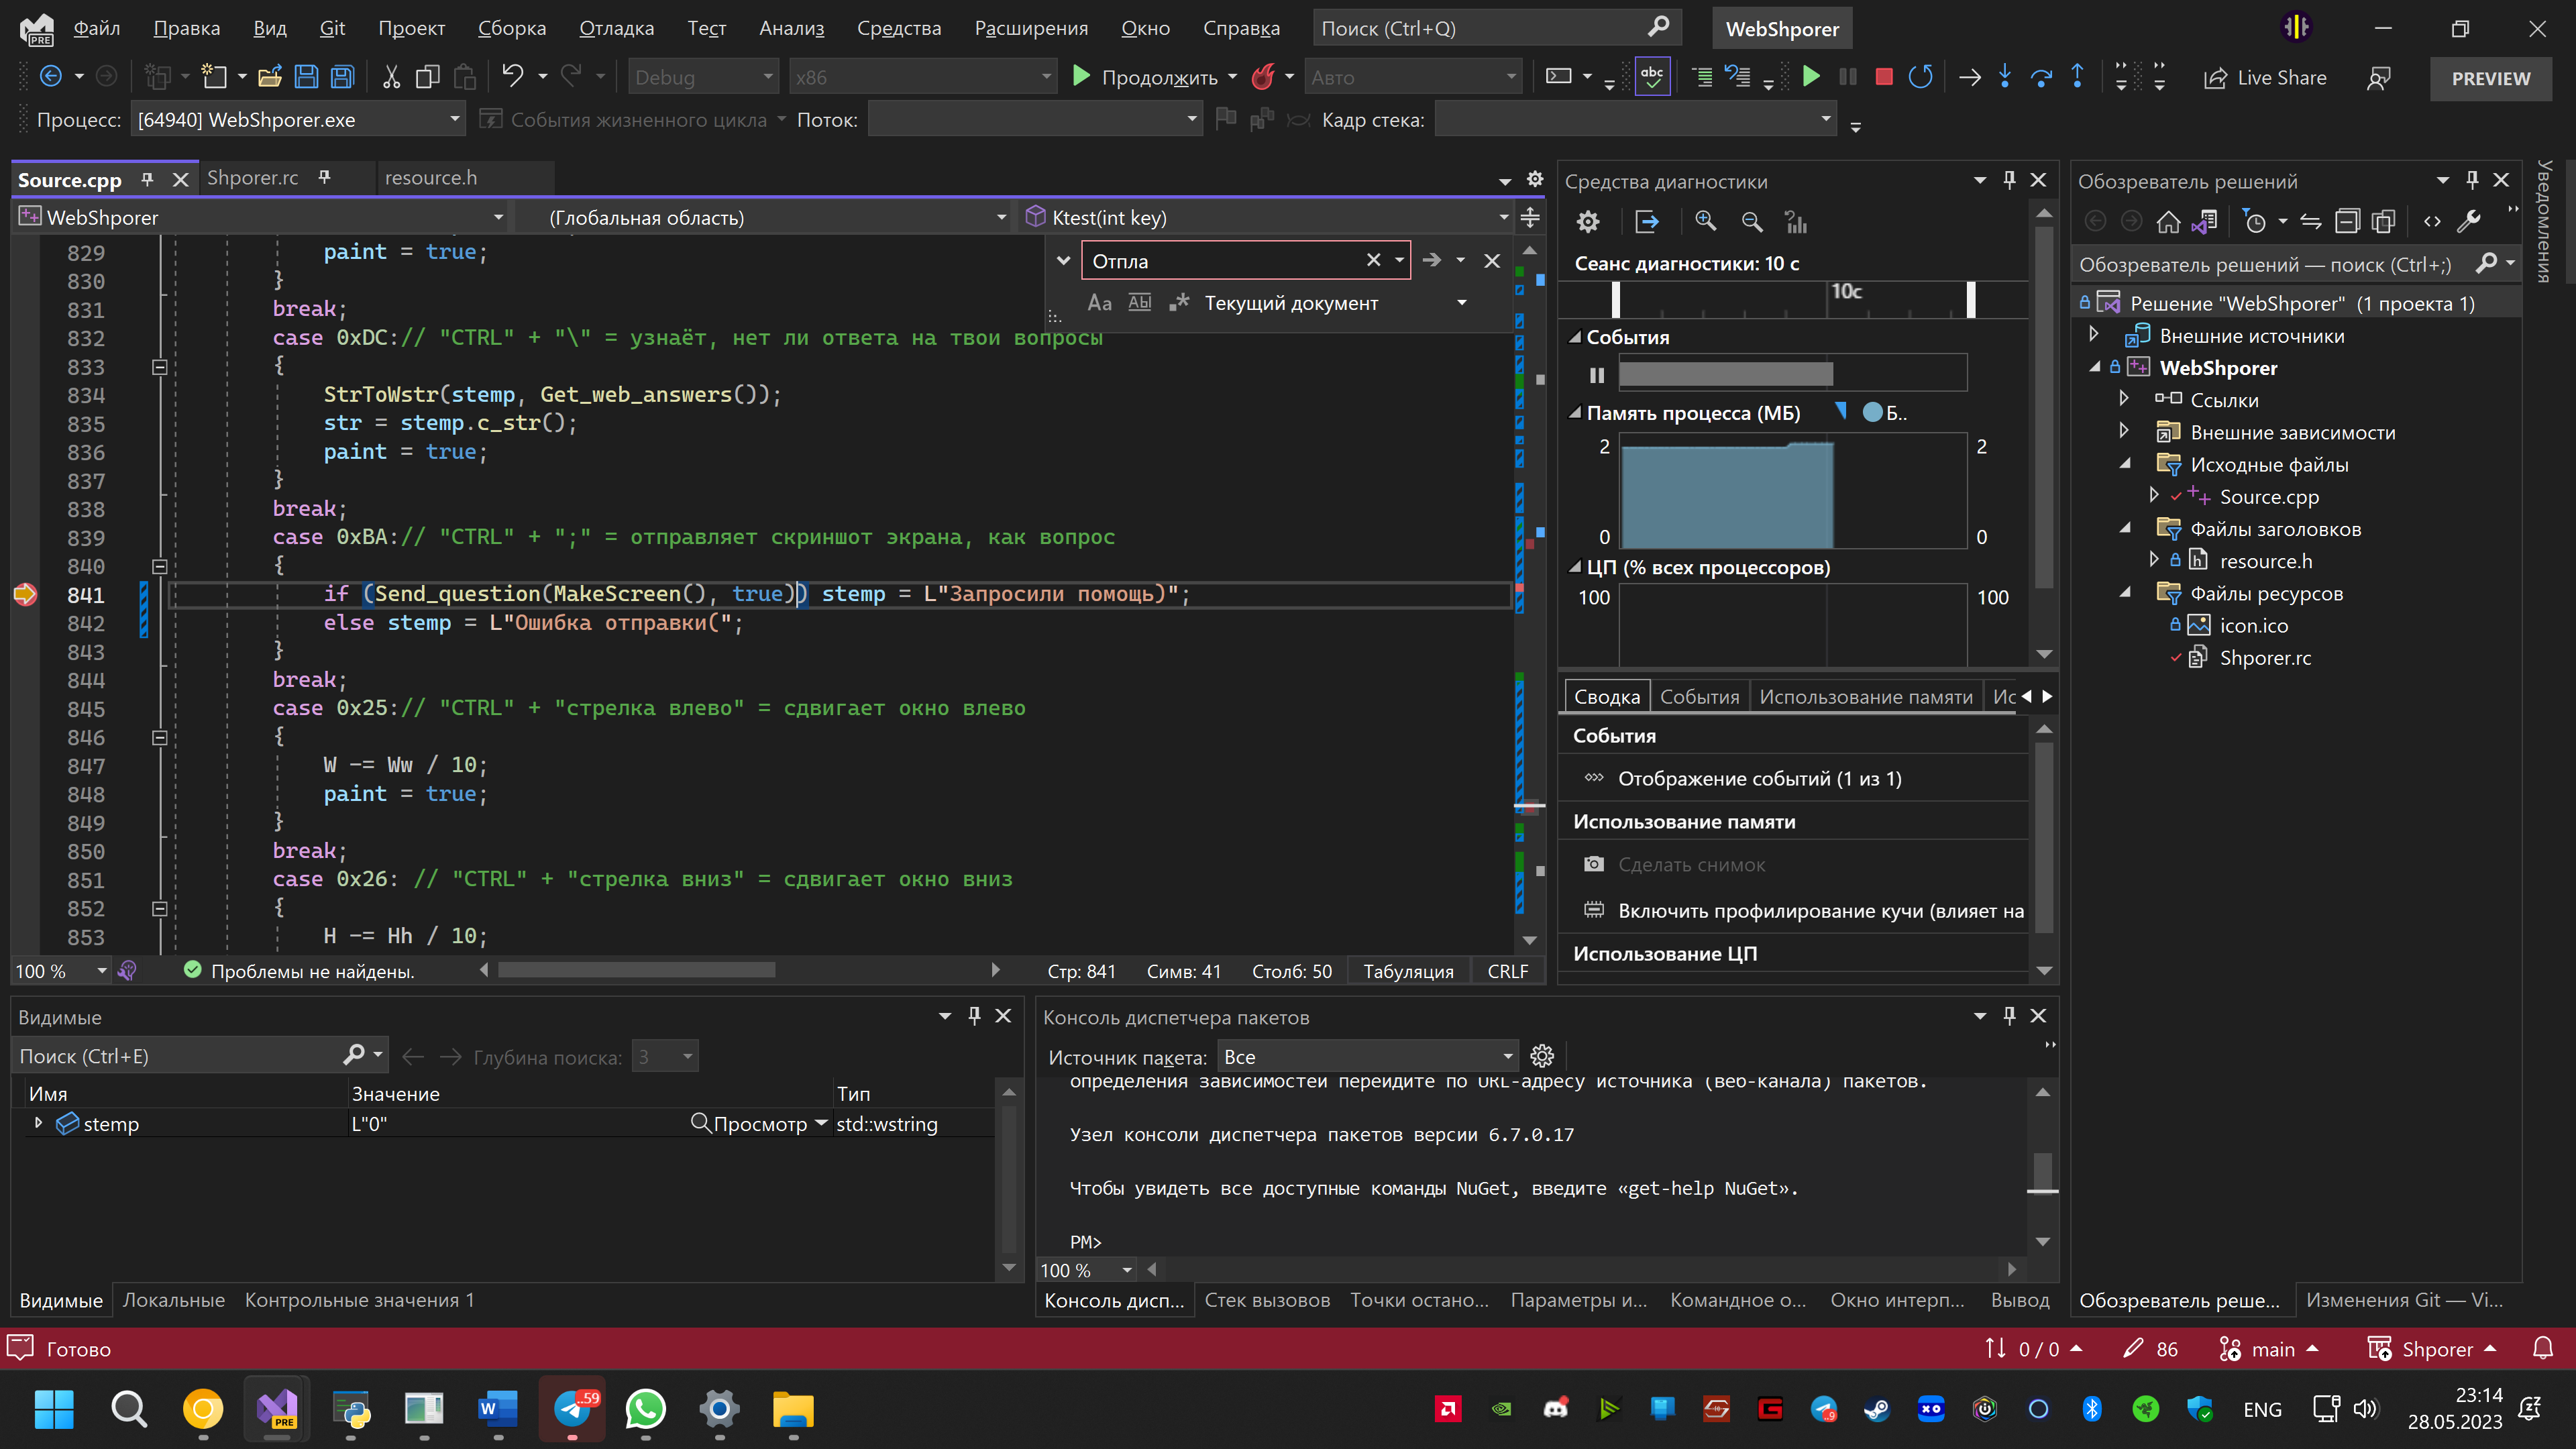 Файл Правка Вид Git Проект Сборка Отладка Тест Анализ Средства Расширения Окно Справка Поиск (Ctrl+Q) WebShporer
PRE
Debug x86 Продолжить Авто abc Live Share PREVIEW
Процесс: [64940] WebShporer.exe События жизненного цикла Поток: Кадр стека:
Source.cpp Shporer.rc resource.h
WebShporer (Глобальная область) Ktest(int key)
Отпла
Aa Текущий документ
829 paint = true;
830 }
831 break;
832 case 0xDC:// "CTRL" + "\" = узнаёт, нет ли ответа на твои вопросы
833 {
834 StrToWstr(stemp, Get_web_answers());
835 str = stemp.c_str();
836 paint = true;
837 }
838 break;
839 case 0xBA:// "CTRL" + ";" = отправляет скриншот экрана, как вопрос
840 {
841 if (Send_question(MakeScreen(), true)) stemp = L"Запросили помощь)";
842 else stemp = L"Ошибка отправки(";
843 }
844 break;
845 case 0x25:// "CTRL" + "стрелка влево" = сдвигает окно влево
846 {
847 W -= Ww / 10;
848 paint = true;
849 }
850 break;
851 case 0x26: // "CTRL" + "стрелка вниз" = сдвигает окно вниз
852 {
853 H -= Hh / 10;
100 % Проблемы не найдены. Стр: 841 Симв: 41 Столб: 50 Табуляция CRLF
Средства диагностики
Сеанс диагностики: 10 с
10с
События
Память процесса (МБ) Б..
2 2
0 0
ЦП (% всех процессоров)
100 100
Сводка События Использование памяти Ис
События
Отображение событий (1 из 1)
Использование памяти
Сделать снимок
Включить профилирование кучи (влияет на
Использование ЦП
Обозреватель решений
Обозреватель решений — поиск (Ctrl+;)
Решение "WebShporer" (1 проекта 1)
Внешние источники
WebShporer
Ссылки
Внешние зависимости
Исходные файлы
Source.cpp
Файлы заголовков
resource.h
Файлы ресурсов
icon.ico
Shporer.rc
Уведомления
Видимые
Поиск (Ctrl+E) Глубина поиска: 3
Имя Значение Тип
stemp L"0" Просмотр std::wstring
Видимые Локальные Контрольные значения 1
Консоль диспетчера пакетов
Источник пакета: Все
определения зависимостей перейдите по URL-адресу источника (веб-канала) пакетов.
Узел консоли диспетчера пакетов версии 6.7.0.17
Чтобы увидеть все доступные команды NuGet, введите «get-help NuGet».
PM>
100 %
Консоль дисп... Стек вызовов Точки остано... Параметры и... Командное о... Окно интерп... Вывод
Обозреватель реше... Изменения Git — Vi...
Готово 0 / 0 86 main Shporer
PRE W ..59 ENG 23:14
28.05.2023